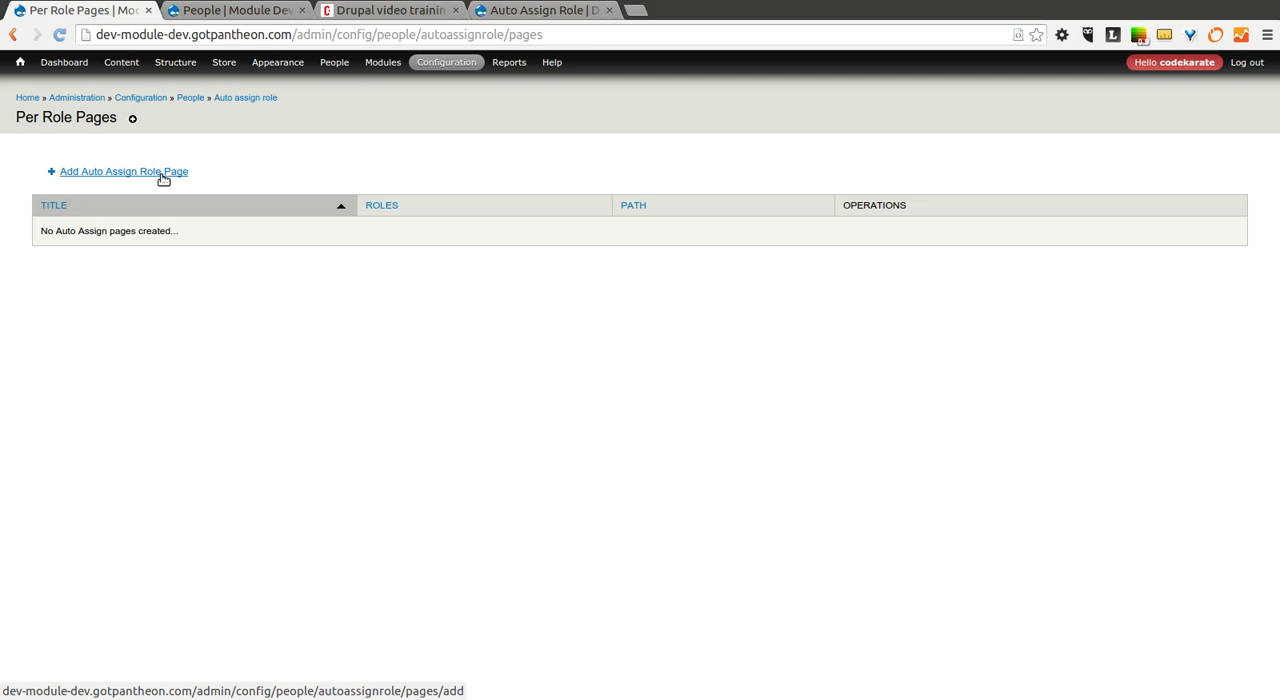 Per Role Pages | Moc
People | Module Dev
Drupal video trainin
Auto Assign Role | D
dev-module-dev.gotpantheon.com/admin/config/people/autoassignrole/pages
Dashboard Content Structure Store Appearance People Modules Configuration Reports Help Hello codekarate Log out
Home » Administration » Configuration » People » Auto assign role
Per Role Pages
Add Auto Assign Role Page
TITLE ROLES PATH OPERATIONS
No Auto Assign pages created...
dev-module-dev.gotpantheon.com/admin/config/people/autoassignrole/pages/add